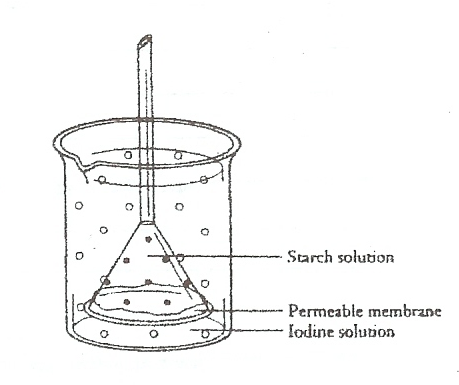 Starch solution
Permeable membrane
Iodine solution